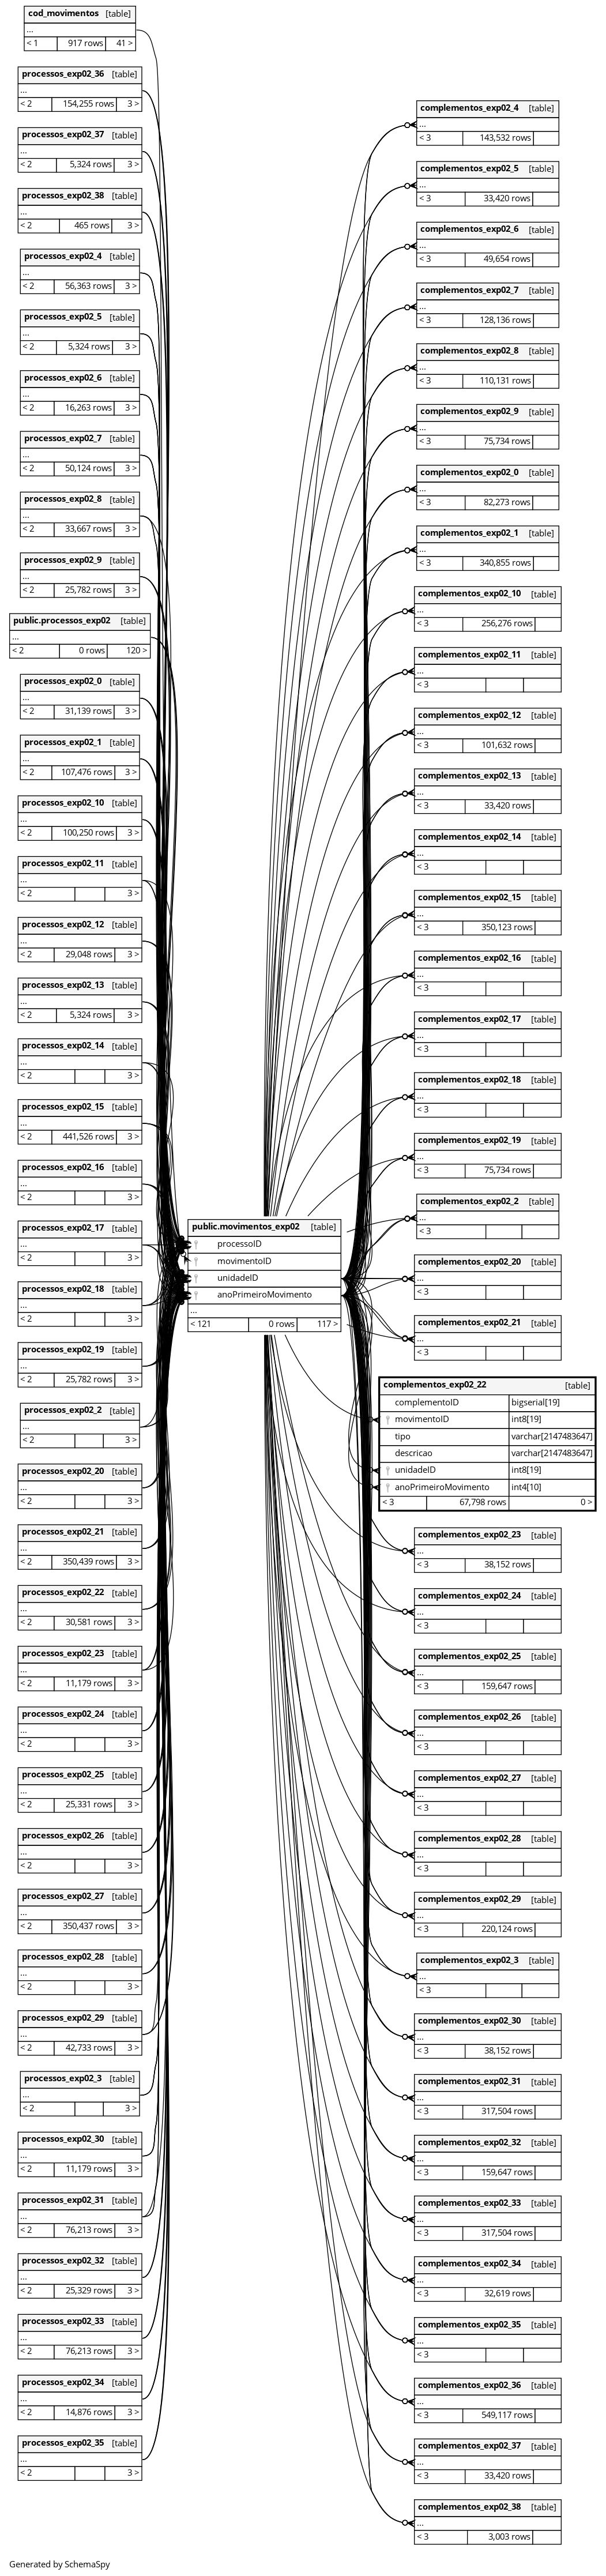 cod_movimentos [table]
...
< 1 917 rows 41 >
processos_exp02_36 [table]
...
< 2 154,255 rows 3 >
processos_exp02_37 [table]
...
< 2 5,324 rows 3 >
processos_exp02_38 [table]
...
< 2 465 rows 3 >
processos_exp02_4 [table]
...
< 2 56,363 rows 3 >
processos_exp02_5 [table]
...
< 2 5,324 rows 3 >
processos_exp02_6 [table]
...
< 2 16,263 rows 3 >
processos_exp02_7 [table]
...
< 2 50,124 rows 3 >
processos_exp02_8 [table]
...
< 2 33,667 rows 3 >
processos_exp02_9 [table]
...
< 2 25,782 rows 3 >
public.processos_exp02 [table]
...
< 2 0 rows 120 >
processos_exp02_0 [table]
...
< 2 31,139 rows 3 >
processos_exp02_1 [table]
...
< 2 107,476 rows 3 >
processos_exp02_10 [table]
...
< 2 100,250 rows 3 >
processos_exp02_11 [table]
...
< 2 3 >
processos_exp02_12 [table]
...
< 2 29,048 rows 3 >
processos_exp02_13 [table]
...
< 2 5,324 rows 3 >
processos_exp02_14 [table]
...
< 2 3 >
processos_exp02_15 [table]
...
< 2 441,526 rows 3 >
processos_exp02_16 [table]
...
< 2 3 >
processos_exp02_17 [table]
...
< 2 3 >
processos_exp02_18 [table]
...
< 2 3 >
processos_exp02_19 [table]
...
< 2 25,782 rows 3 >
processos_exp02_2 [table]
...
< 2 3 >
processos_exp02_20 [table]
...
< 2 3 >
processos_exp02_21 [table]
...
< 2 350,439 rows 3 >
processos_exp02_22 [table]
...
< 2 30,581 rows 3 >
processos_exp02_23 [table]
...
< 2 11,179 rows 3 >
processos_exp02_24 [table]
...
< 2 3 >
processos_exp02_25 [table]
...
< 2 25,331 rows 3 >
processos_exp02_26 [table]
...
< 2 3 >
processos_exp02_27 [table]
...
< 2 350,437 rows 3 >
processos_exp02_28 [table]
...
< 2 3 >
processos_exp02_29 [table]
...
< 2 42,733 rows 3 >
processos_exp02_3 [table]
...
< 2 3 >
processos_exp02_30 [table]
...
< 2 11,179 rows 3 >
processos_exp02_31 [table]
...
< 2 76,213 rows 3 >
processos_exp02_32 [table]
...
< 2 25,329 rows 3 >
processos_exp02_33 [table]
...
< 2 76,213 rows 3 >
processos_exp02_34 [table]
...
< 2 14,876 rows 3 >
processos_exp02_35 [table]
...
< 2 3 >
public.movimentos_exp02 [table]
processoID
movimentoID
unidadeID
anoPrimeiroMovimento
...
< 121 0 rows 117 >
complementos_exp02_4 [table]
...
< 3 143,532 rows
complementos_exp02_5 [table]
...
< 3 33,420 rows
complementos_exp02_6 [table]
...
< 3 49,654 rows
complementos_exp02_7 [table]
...
< 3 128,136 rows
complementos_exp02_8 [table]
...
< 3 110,131 rows
complementos_exp02_9 [table]
...
< 3 75,734 rows
complementos_exp02_0 [table]
...
< 3 82,273 rows
complementos_exp02_1 [table]
...
< 3 340,855 rows
complementos_exp02_10 [table]
...
< 3 256,276 rows
complementos_exp02_11 [table]
...
< 3
complementos_exp02_12 [table]
...
< 3 101,632 rows
complementos_exp02_13 [table]
...
< 3 33,420 rows
complementos_exp02_14 [table]
...
< 3
complementos_exp02_15 [table]
...
< 3 350,123 rows
complementos_exp02_16 [table]
...
< 3
complementos_exp02_17 [table]
...
< 3
complementos_exp02_18 [table]
...
< 3
complementos_exp02_19 [table]
...
< 3 75,734 rows
complementos_exp02_2 [table]
...
< 3
complementos_exp02_20 [table]
...
< 3
complementos_exp02_21 [table]
...
< 3
complementos_exp02_22 [table]
complementoID bigserial[19]
movimentoID int8[19]
tipo varchar[2147483647]
descricao varchar[2147483647]
unidadeID int8[19]
anoPrimeiroMovimento int4[10]
< 3 67,798 rows 0 >
complementos_exp02_23 [table]
...
< 3 38,152 rows
complementos_exp02_24 [table]
...
< 3
complementos_exp02_25 [table]
...
< 3 159,647 rows
complementos_exp02_26 [table]
...
< 3
complementos_exp02_27 [table]
...
< 3
complementos_exp02_28 [table]
...
< 3
complementos_exp02_29 [table]
...
< 3 220,124 rows
complementos_exp02_3 [table]
...
< 3
complementos_exp02_30 [table]
...
< 3 38,152 rows
complementos_exp02_31 [table]
...
< 3 317,504 rows
complementos_exp02_32 [table]
...
< 3 159,647 rows
complementos_exp02_33 [table]
...
< 3 317,504 rows
complementos_exp02_34 [table]
...
< 3 32,619 rows
complementos_exp02_35 [table]
...
< 3
complementos_exp02_36 [table]
...
< 3 549,117 rows
complementos_exp02_37 [table]
...
< 3 33,420 rows
complementos_exp02_38 [table]
...
< 3 3,003 rows
Generated by SchemaSpy